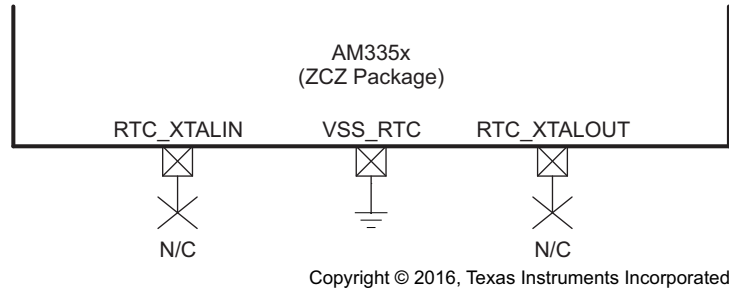 AM335x
(ZCZ Package)
RTC_XTALIN VSS_RTC RTC_XTALOUT
N/C N/C
Copyright © 2016, Texas Instruments Incorporated